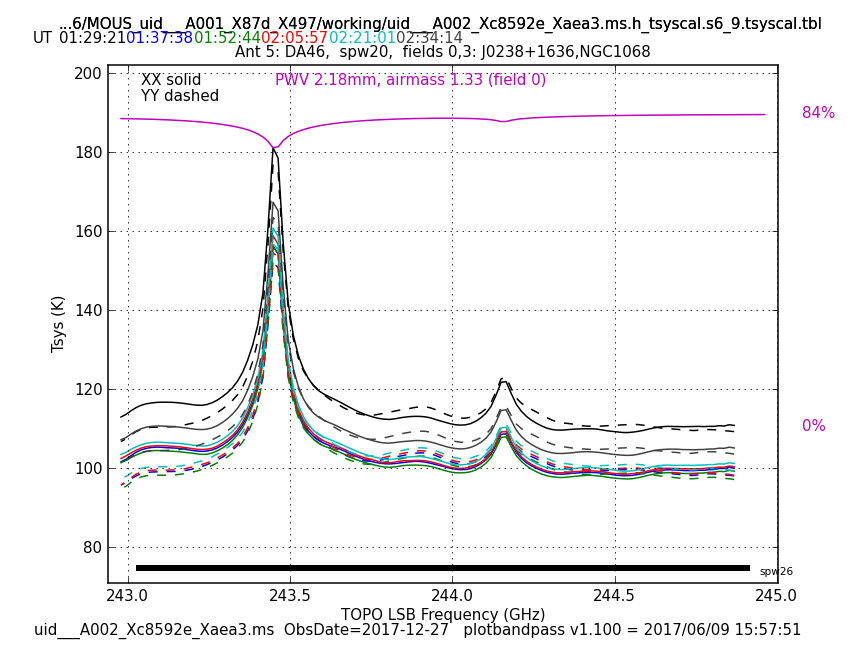 ...6/MOUS_uid___A001_X87d_X497/working/uid___A002_Xc8592e_Xaea3.ms.h_tsyscal.s6_9.tsyscal.tbl
UT 01:29:21 01:37:38 01:52:44 02:05:57 02:21:01 02:34:14
Ant 5: DA46,  spw20,  fields 0,3: J0238+1636,NGC1068
XX solid
PWV 2.18mm, airmass 1.33 (field 0)
YY dashed
84%
0%
200
180
160
140
120
100
80
Tsys (K)
spw26
243.0 243.5 244.0 244.5 245.0
TOPO LSB Frequency (GHz)
uid___A002_Xc8592e_Xaea3.ms  ObsDate=2017-12-27   plotbandpass v1.100 = 2017/06/09 15:57:51